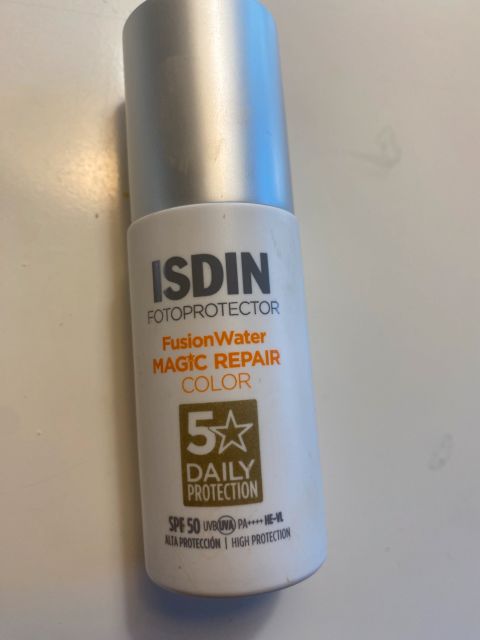 ISDIN
FOTOPROTECTOR
FusionWater
MAGIC REPAIR
COLOR
5
DAILY
PROTECTION
SPF 50 UVB UVA PA++++ HE-VL
ALTA PROTECCIÓN | HIGH PROTECTION